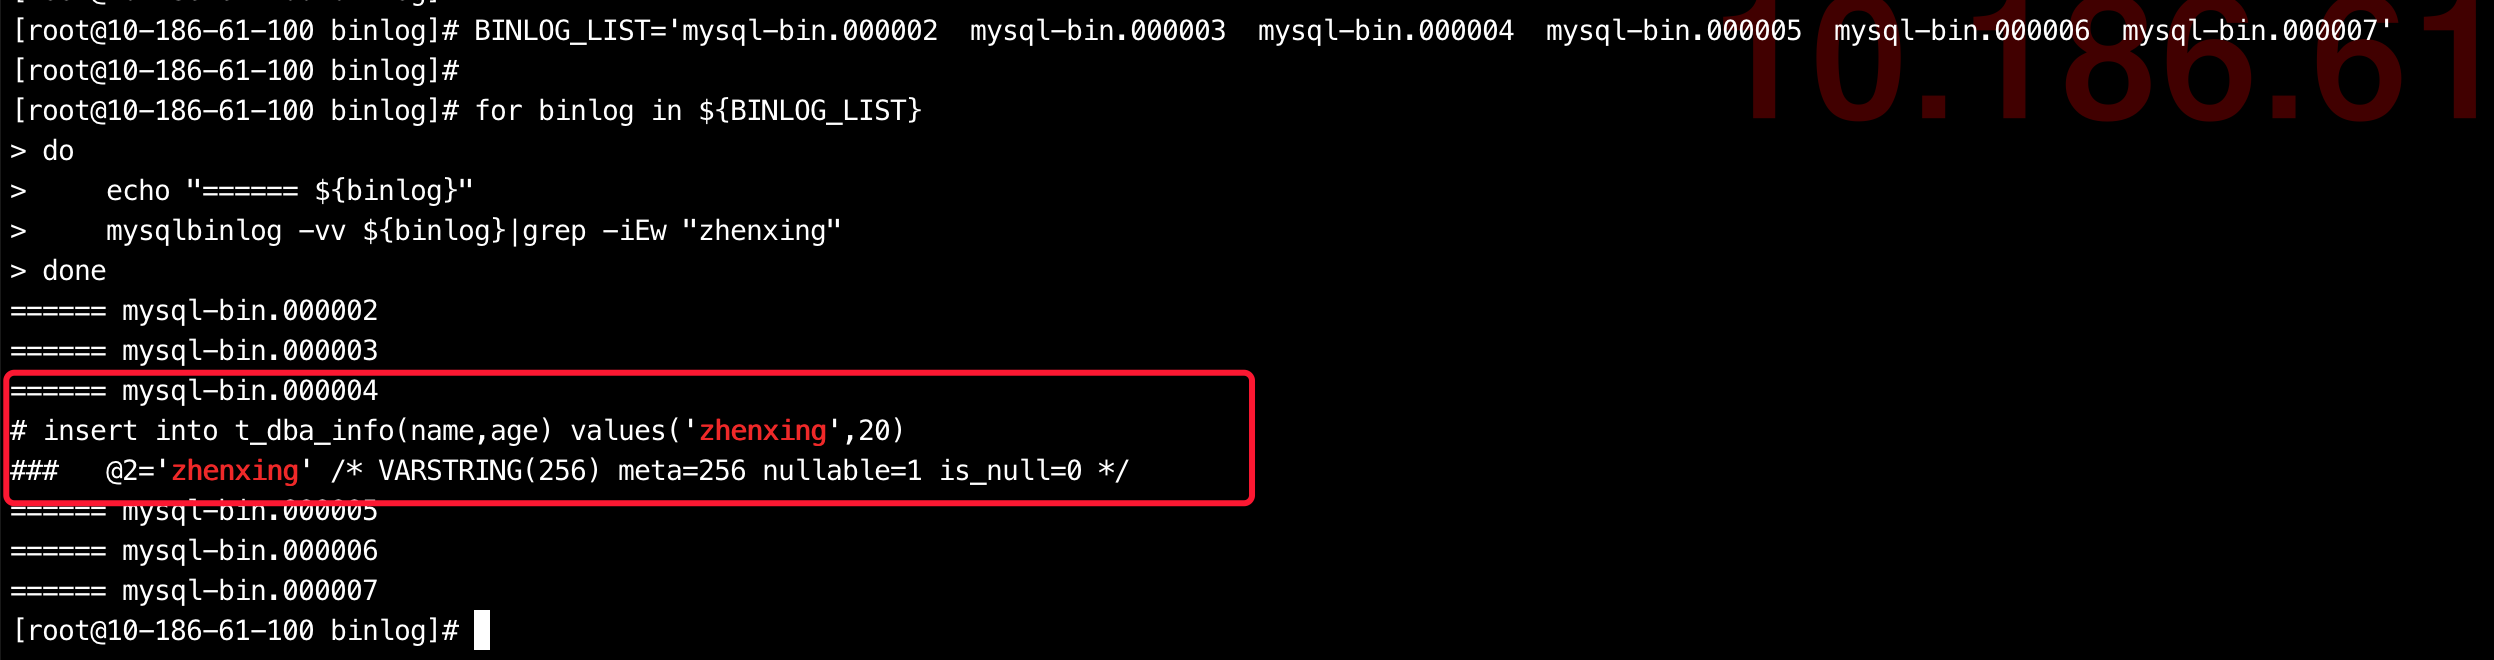 [root@10-186-61-100 binlog]# BINLOG_LIST='mysql-bin.000002  mysql-bin.000003  mysql-bin.000004  mysql-bin.000005  mysql-bin.000006  mysql-bin.000007'
[root@10-186-61-100 binlog]#
[root@10-186-61-100 binlog]# for binlog in ${BINLOG_LIST}
> do
>     echo "====== ${binlog}"
>     mysqlbinlog -vv ${binlog}|grep -iEw "zhenxing"
> done
====== mysql-bin.000002
====== mysql-bin.000003
====== mysql-bin.000004
# insert into t_dba_info(name,age) values('zhenxing',20)
###   @2='zhenxing' /* VARSTRING(256) meta=256 nullable=1 is_null=0 */
====== mysql-bin.000005
====== mysql-bin.000006
====== mysql-bin.000007
[root@10-186-61-100 binlog]#
10.186.61